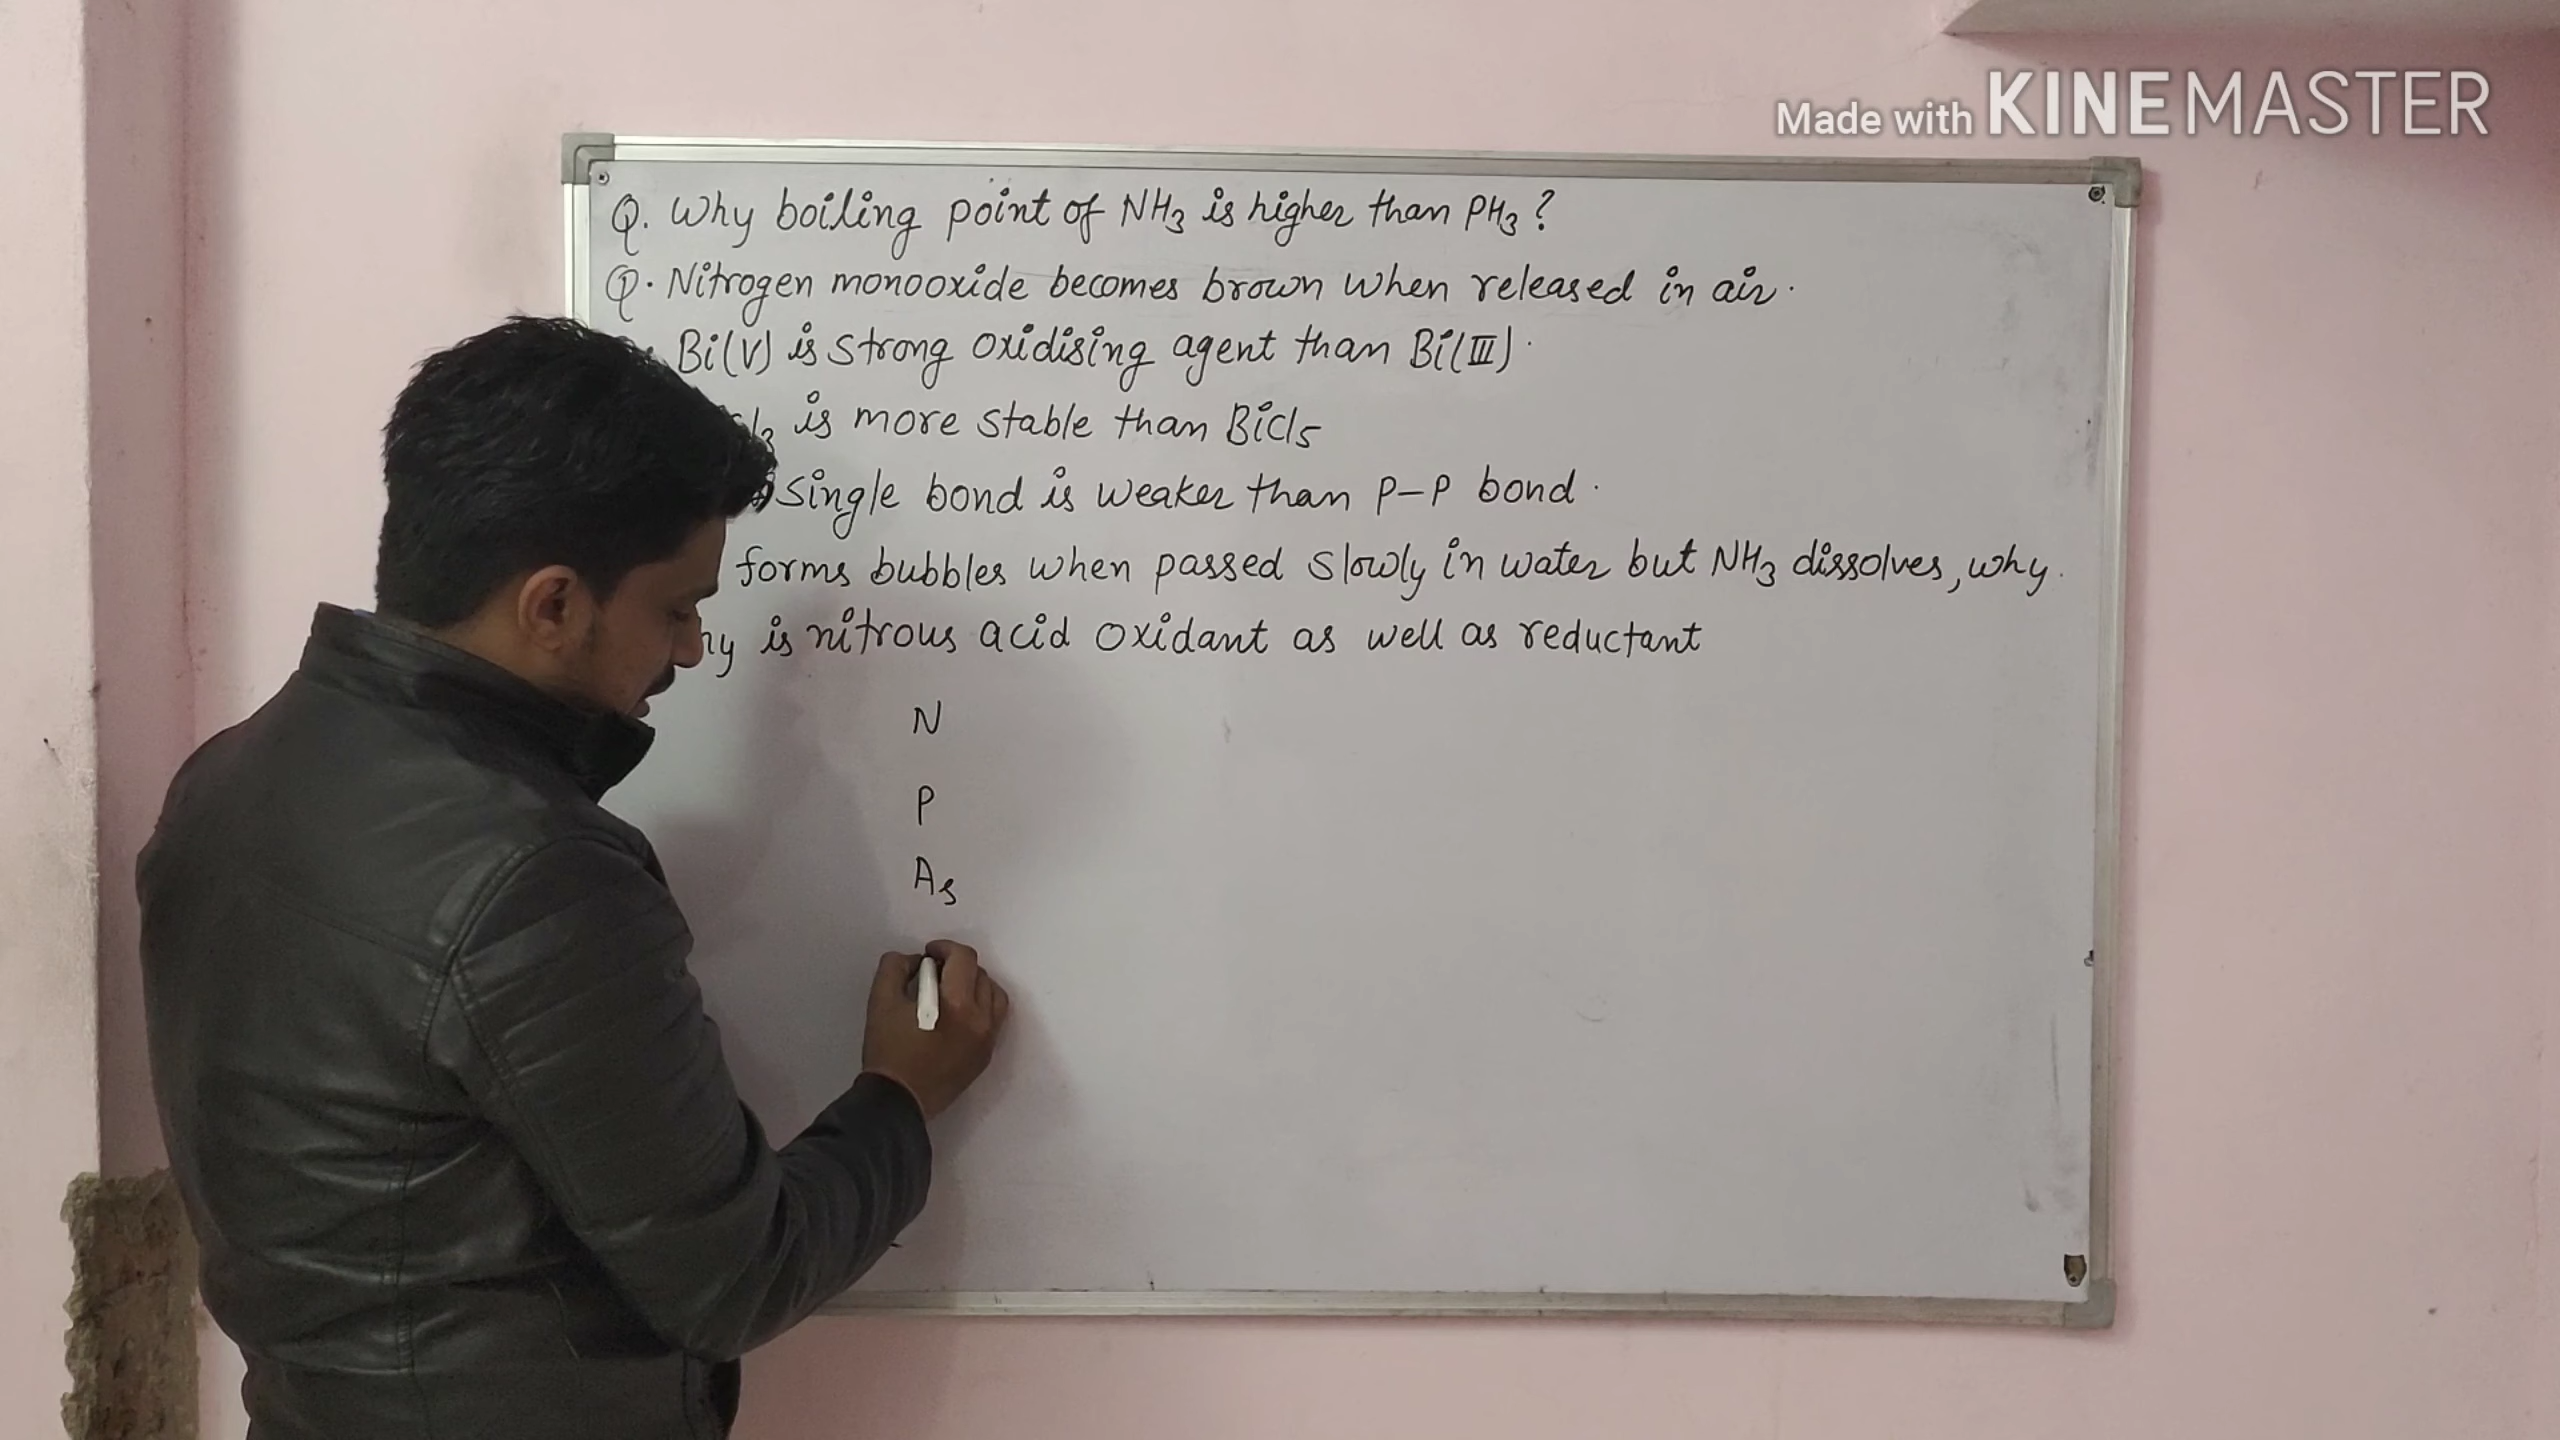 Made with KINEMASTER
Q. Why boiling point of NH3 is higher than PH3?
Q. Nitrogen monooxide becomes brown when released in air.
Bi(V) is strong oxidising agent than Bi(III).
is more stable than BiCl5
single bond is weaker than P-P bond.
forms bubbles when passed slowly in water but NH3 dissolves, why.
is nitrous acid oxidant as well as reductant
N
P
As